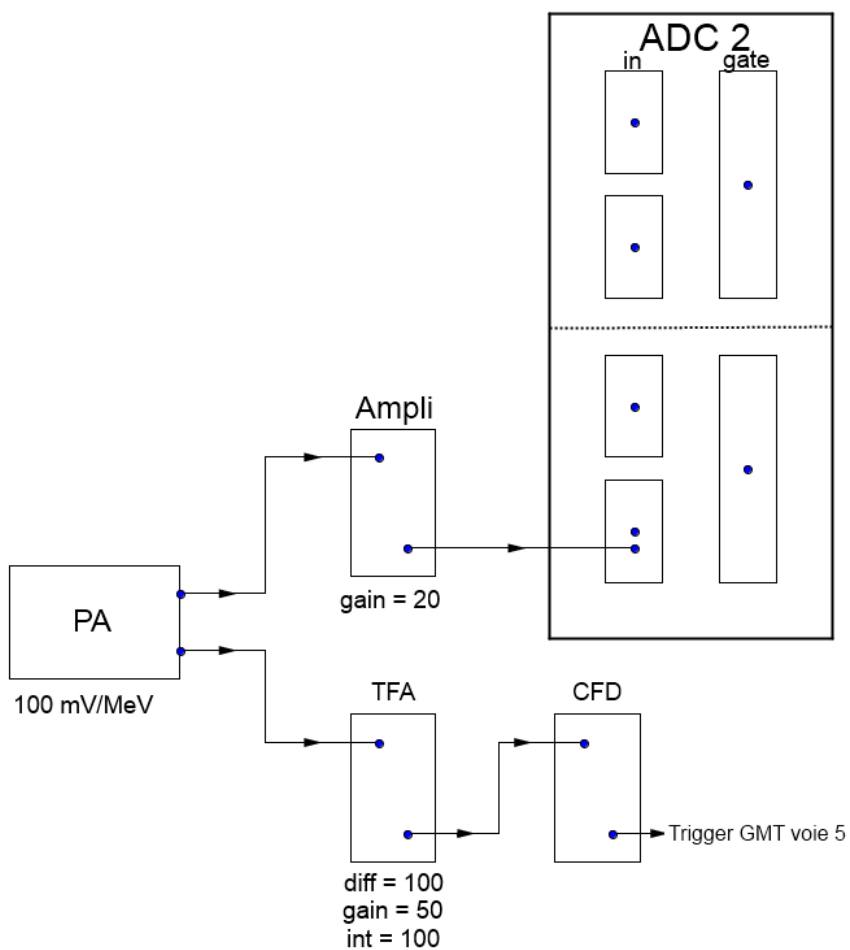 ADC 2
in
gate
Ampli
gain = 20
PA
100 mV/MeV
TFA
CFD
Trigger GMT voie 5
diff = 100
gain = 50
int = 100